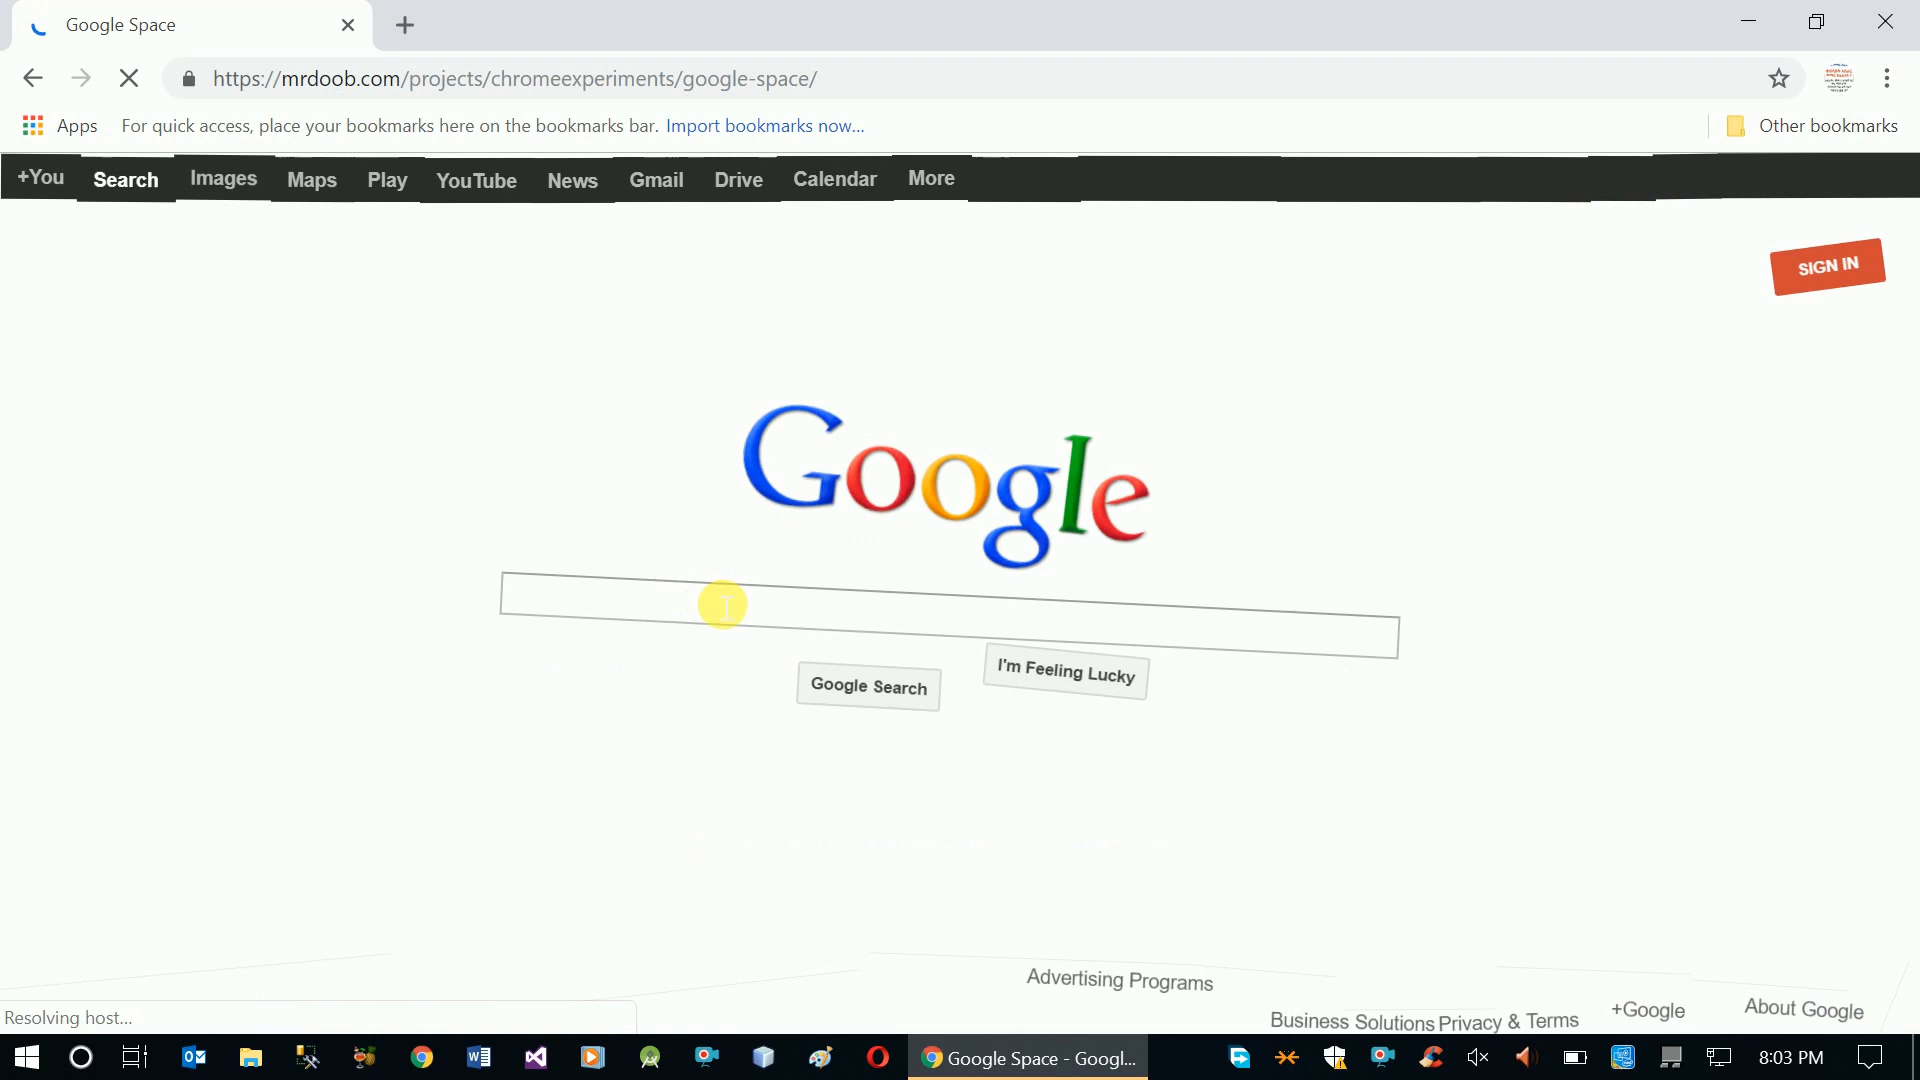 Google Space
https://mrdoob.com/projects/chromeexperiments/google-space/
Apps For quick access, place your bookmarks here on the bookmarks bar. Import bookmarks now... Other bookmarks
+You Search Images Maps Play YouTube News Gmail Drive Calendar More
SIGN IN
Google
Google Search I'm Feeling Lucky
Advertising Programs
Business Solutions Privacy & Terms +Google About Google
Resolving host...
Google Space - Googl... 8:03 PM